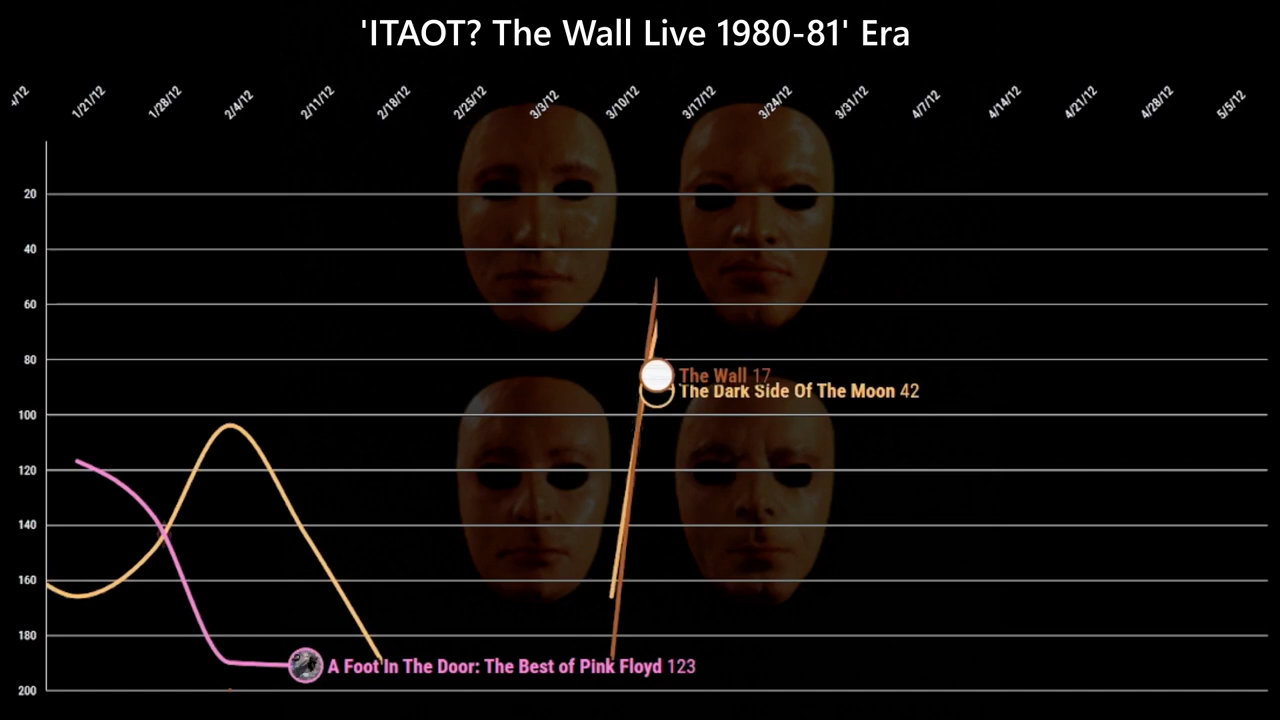 'ITAOT? The Wall Live 1980-81' Era
4/12 1/21/12 1/28/12 2/4/12 2/11/12 2/18/12 2/25/12 3/3/12 3/10/12 3/17/12 3/24/12 3/31/12 4/7/12 4/14/12 4/21/12 4/28/12 5/5/12
20
40
60
80
The Wall 17
The Dark Side Of The Moon 42
100
120
140
160
180
A Foot In The Door: The Best of Pink Floyd 123
200